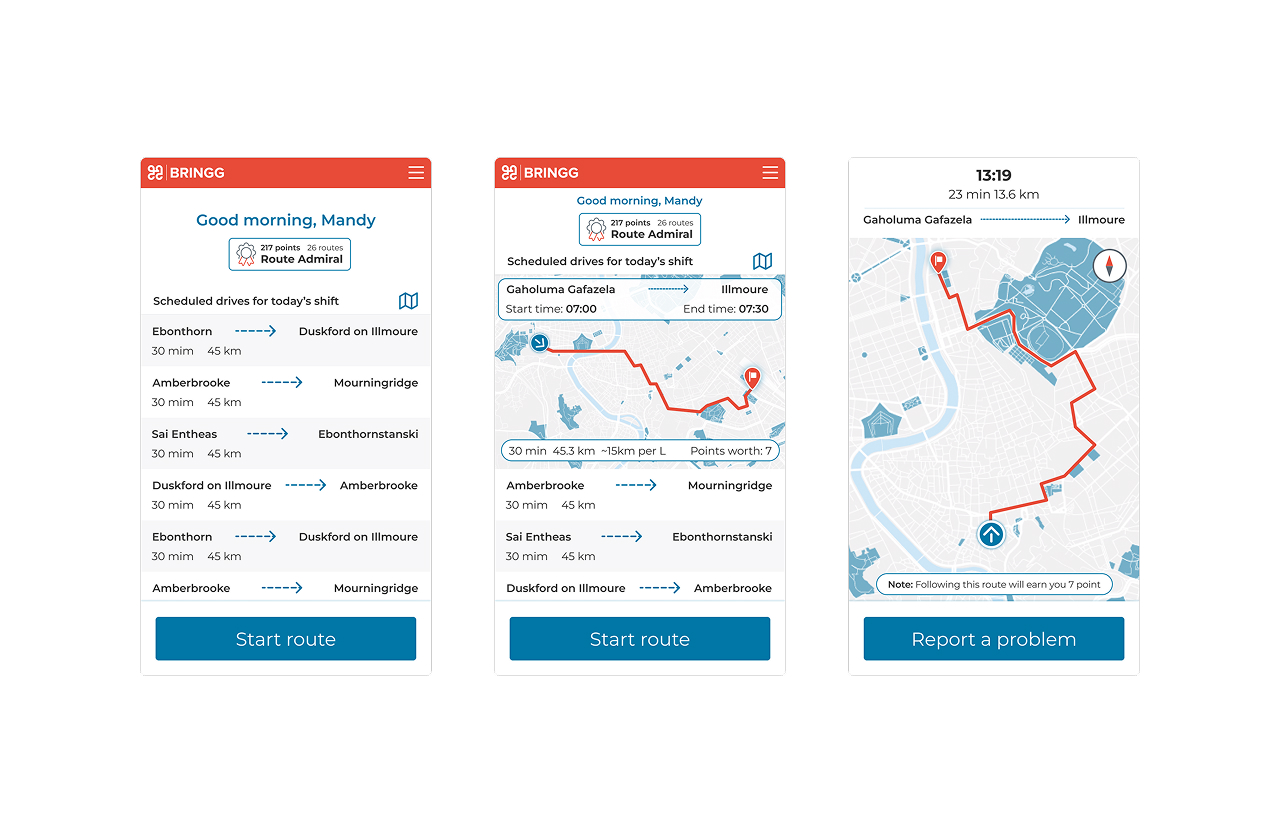 BRINGG
Good morning, Mandy
217 points 26 routes
Route Admiral
Scheduled drives for today's shift
Ebonthorn Duskford on Illmoure
30 mim 45 km
Amberbrooke Mourningridge
30 mim 45 km
Sai Entheas Ebonthornstanski
30 mim 45 km
Duskford on Illmoure Amberbrooke
30 mim 45 km
Ebonthorn Duskford on Illmoure
30 mim 45 km
Amberbrooke Mourningridge
Start route
BRINGG
Good morning, Mandy
217 points 26 routes
Route Admiral
Scheduled drives for today's shift
Gaholuma Gafazela Illmoure
Start time: 07:00 End time: 07:30
30 min 45.3 km ~15km per L Points worth: 7
Amberbrooke Mourningridge
30 mim 45 km
Sai Entheas Ebonthornstanski
30 mim 45 km
Duskford on Illmoure Amberbrooke
Start route
13:19
23 min 13.6 km
Gaholuma Gafazela Illmoure
Note: Following this route will earn you 7 point
Report a problem